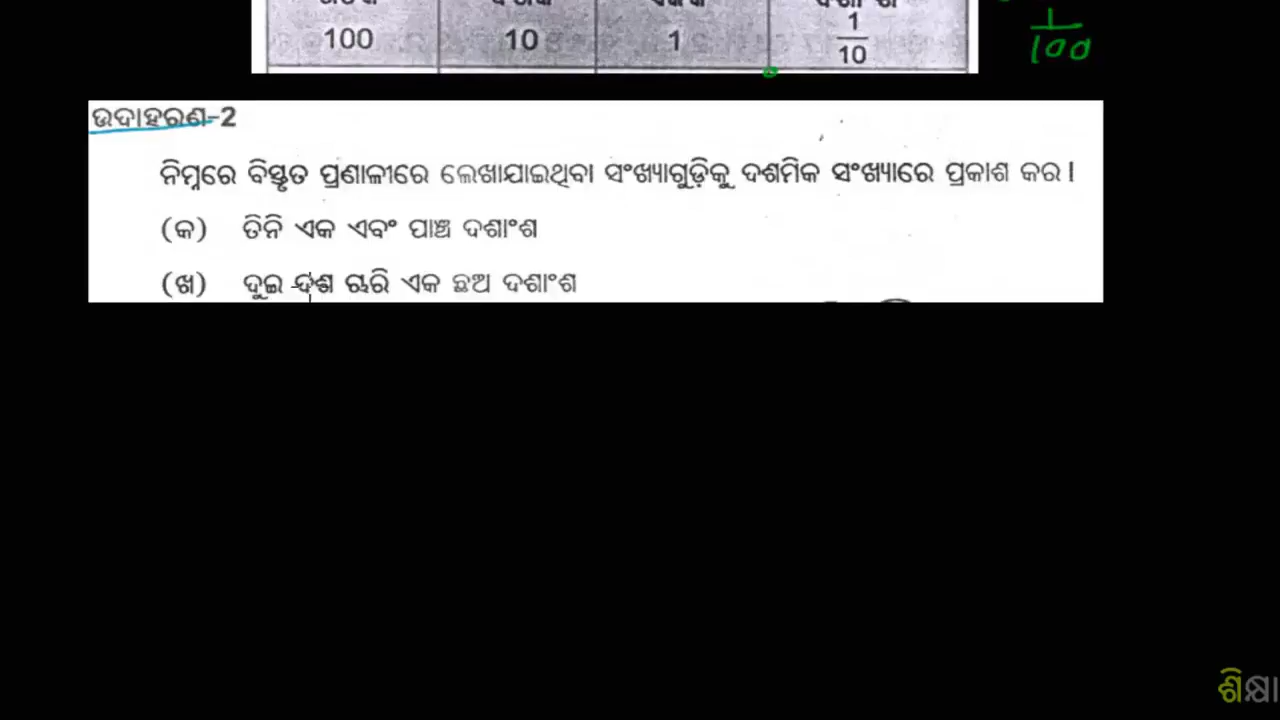 100 10 1 1/10
1/100
ଉଦାହରଣ-2
ନିମ୍ନରେ ବିସ୍ତୃତ ପ୍ରଣାଳୀରେ ଲେଖାଯାଇଥିବା ସଂଖ୍ୟାଗୁଡ଼ିକୁ ଦଶମିକ ସଂଖ୍ୟାରେ ପ୍ରକାଶ କର।
(କ) ତିନି ଏକ ଏବଂ ପାଞ୍ଚ ଦଶାଂଶ
(ଖ) ଦୁଇ ଦଶ ଚାରି ଏକ ଛଅ ଦଶାଂଶ
ଶିକ୍ଷା